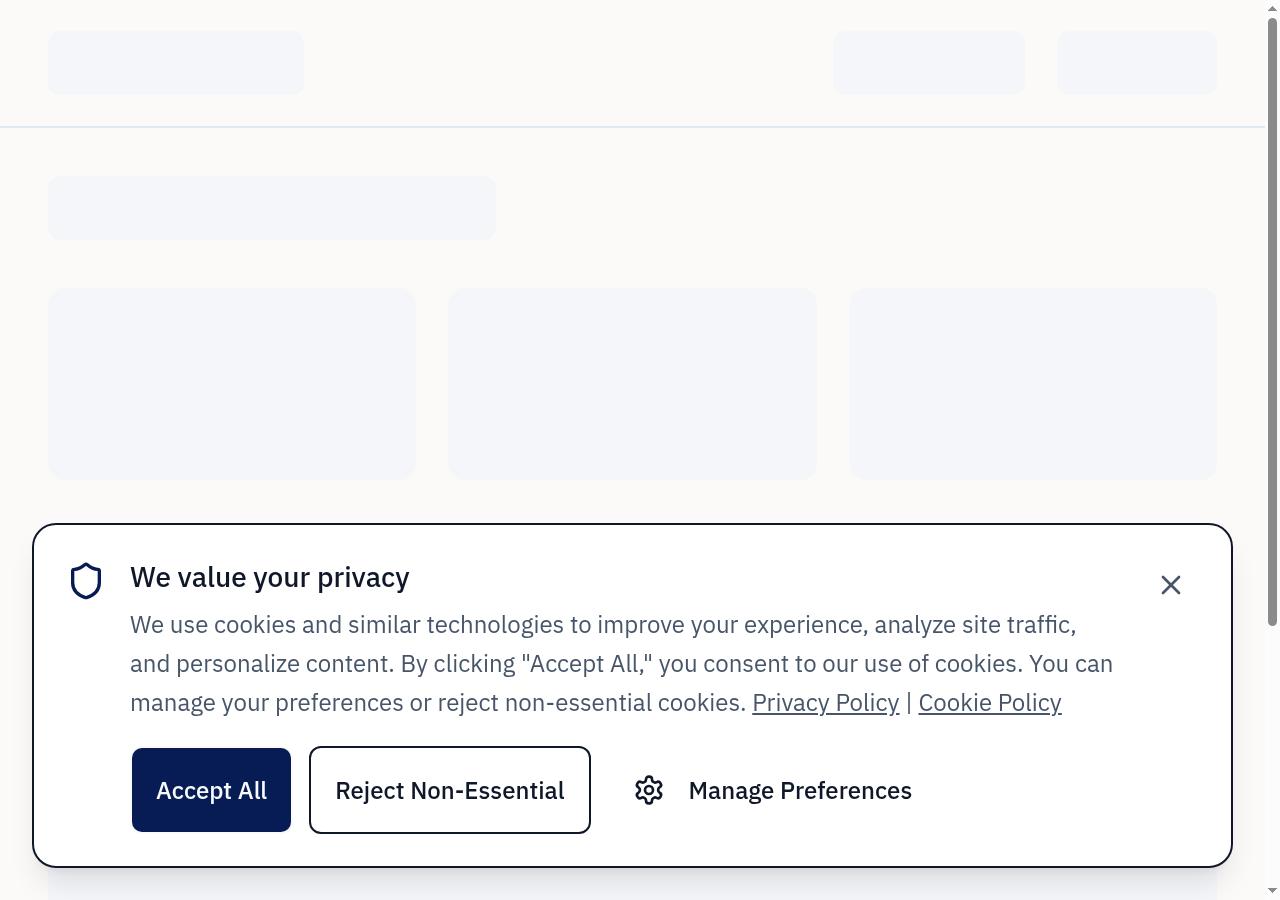 We value your privacy
We use cookies and similar technologies to improve your experience, analyze site traffic,
and personalize content. By clicking "Accept All," you consent to our use of cookies. You can
manage your preferences or reject non-essential cookies. Privacy Policy | Cookie Policy
Accept All
Reject Non-Essential
Manage Preferences